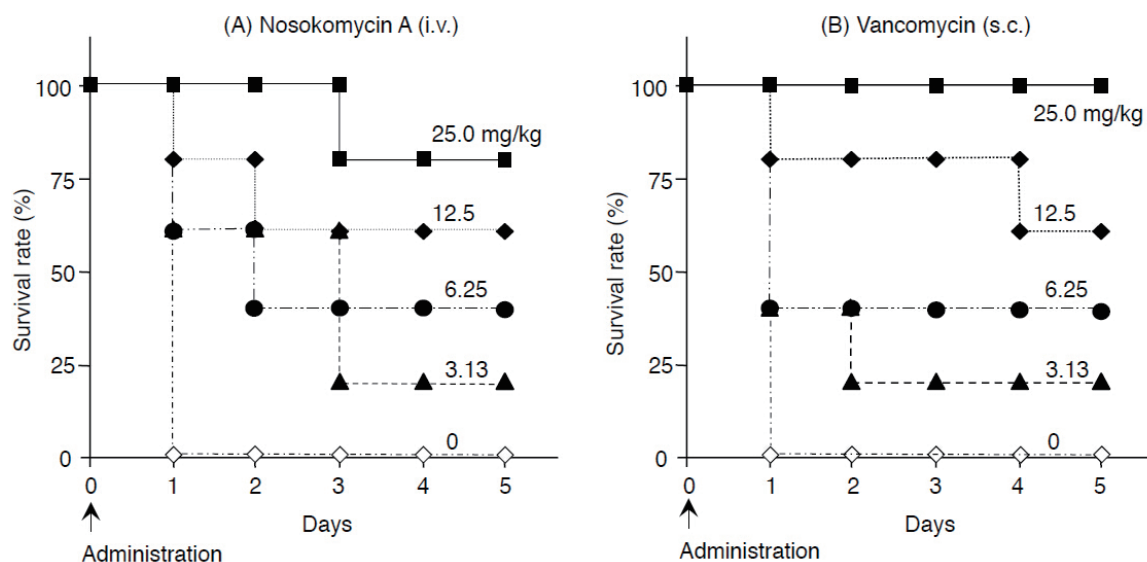 (A) Nosokomycin A (i.v.)
Survival rate (%)
100
75
50
25
0
25.0 mg/kg
12.5
6.25
3.13
0
0 1 2 3 4 5
Days
Administration
(B) Vancomycin (s.c.)
Survival rate (%)
100
75
50
25
0
25.0 mg/kg
12.5
6.25
3.13
0
0 1 2 3 4 5
Days
Administration